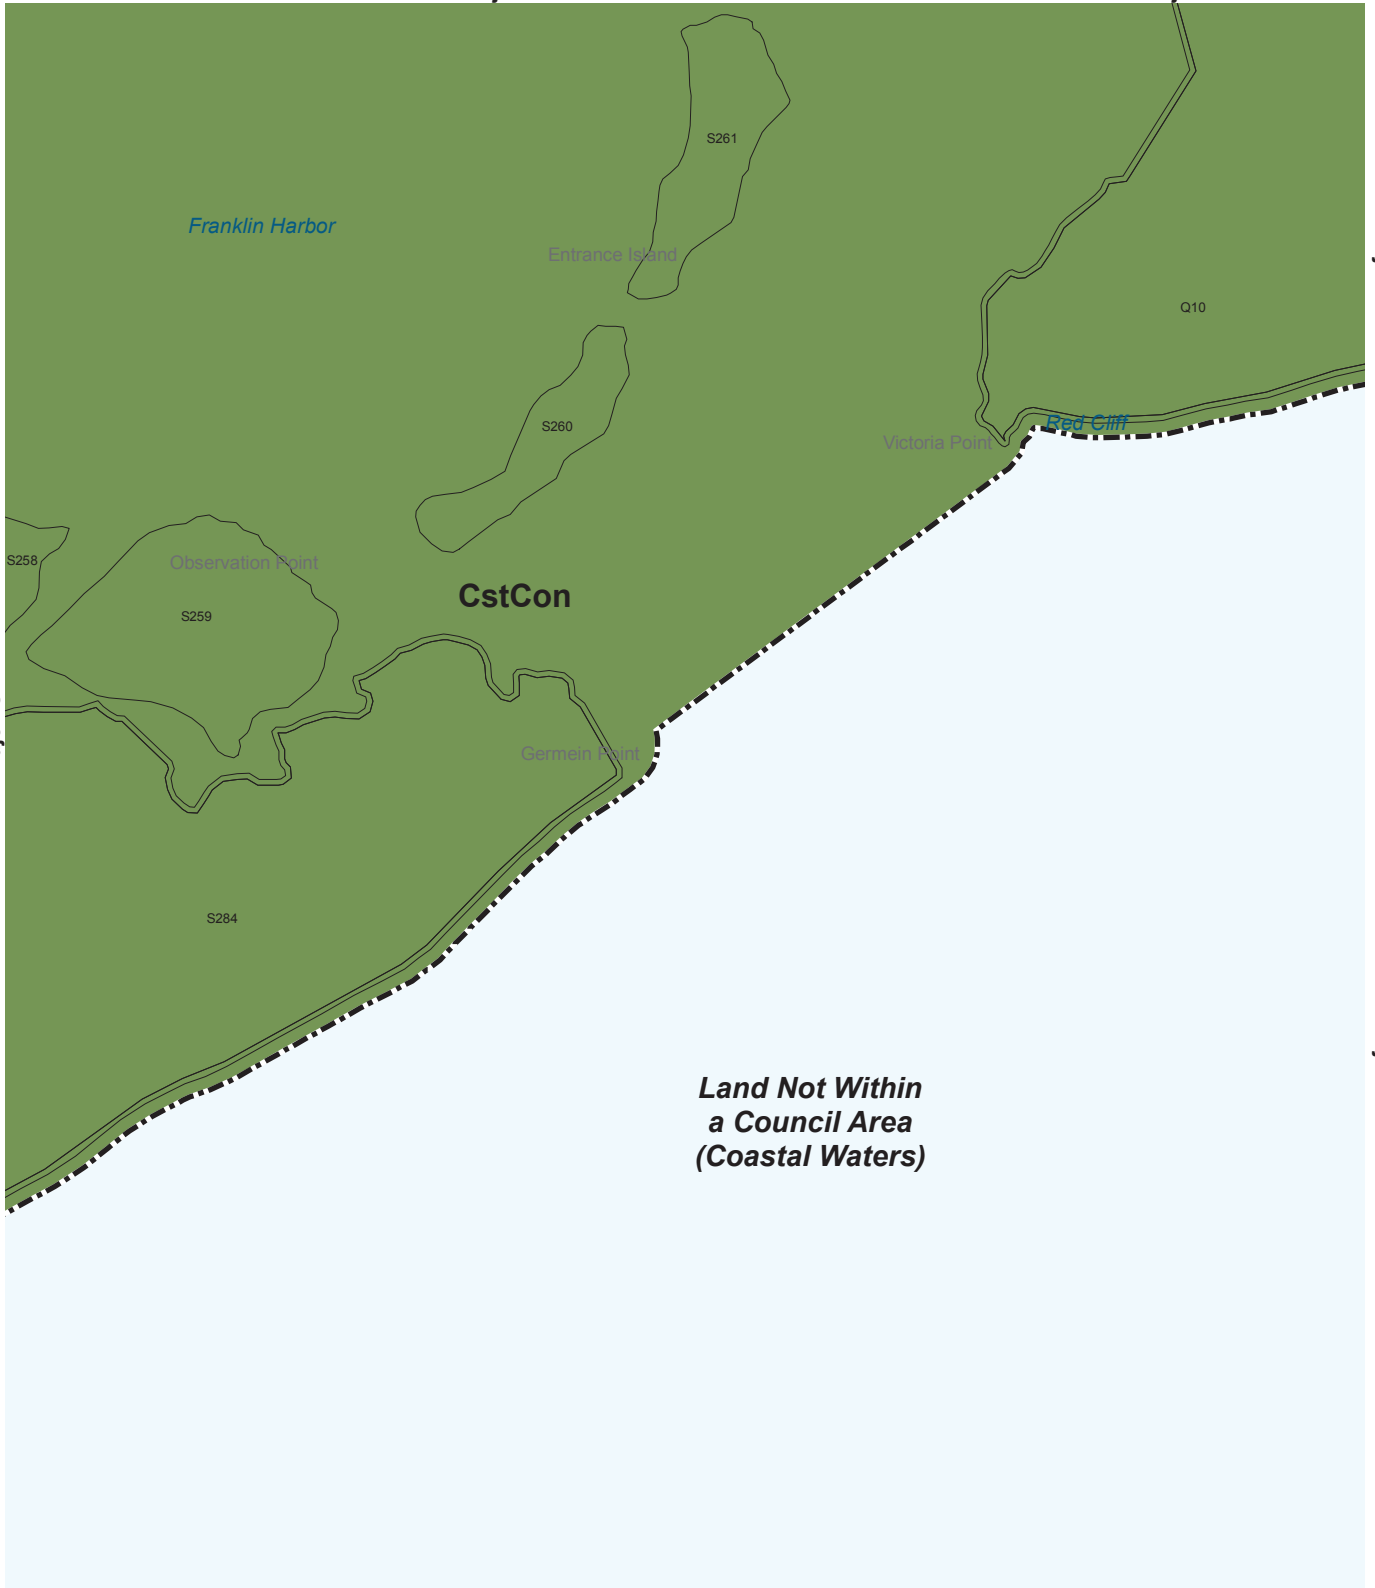 S261
Franklin Harbor
Entrance Island
Q10
Red Cliff
S260
Victoria Point
S258
Observation Point
CstCon
S259
Germein Point
S284
Land Not Within
a Council Area
(Coastal Waters)